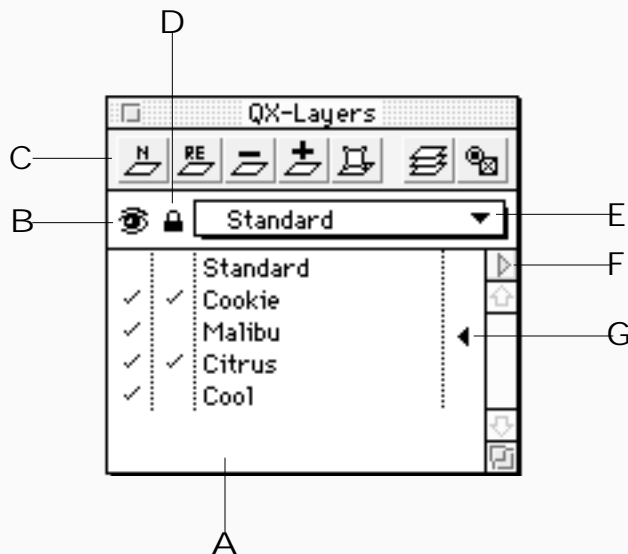 D
QX-Layers
C
N RE
B
Standard
E
Standard
F
Cookie
Malibu
G
Citrus
Cool
A